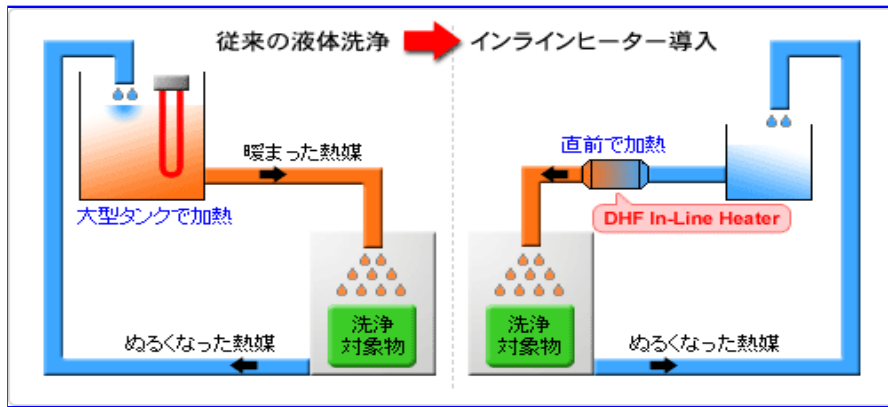 従来の液体洗浄
インラインヒーター導入
暖まった熱媒
大型タンクで加熱
洗浄
対象物
ぬるくなった熱媒
直前で加熱
DHF In-Line Heater
洗浄
対象物
ぬるくなった熱媒